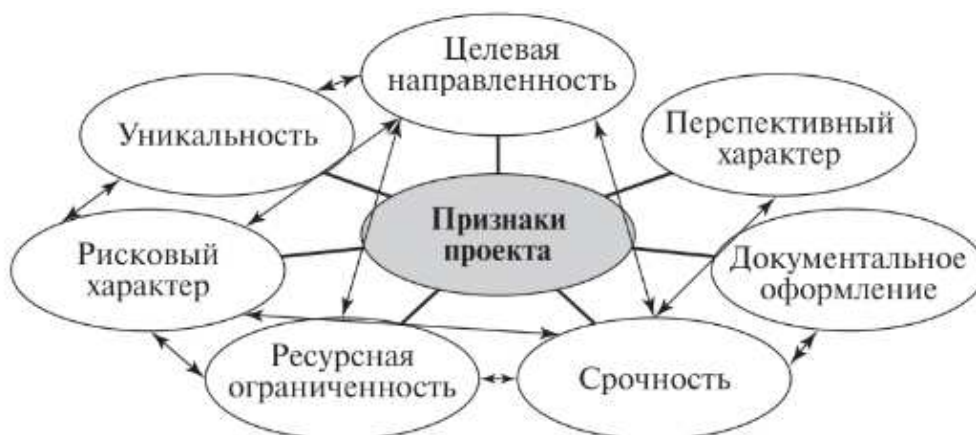 Целевая
направленность
Уникальность
Перспективный
характер
Признаки
проекта
Рисковый
характер
Документальное
оформление
Ресурсная
ограниченность
Срочность